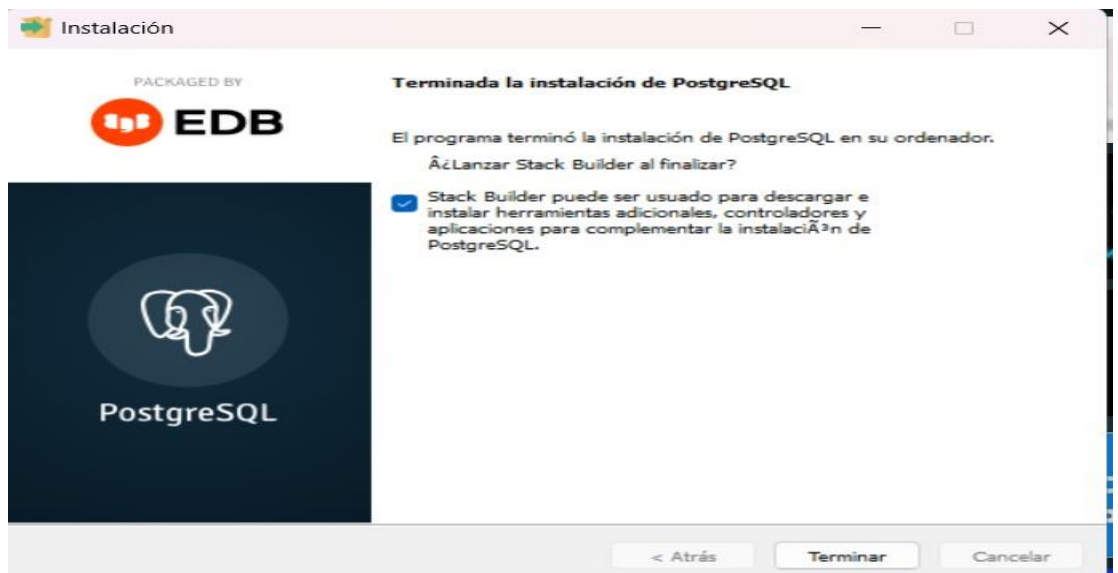 Instalación
PACKAGED BY
EDB
Terminada la instalación de PostgreSQL
El programa terminó la instalación de PostgreSQL en su ordenador.
Â¿Lanzar Stack Builder al finalizar?
Stack Builder puede ser usado para descargar e
instalar herramientas adicionales, controladores y
aplicaciones para complementar la instalaciÃ³n de
PostgreSQL.
PostgreSQL
< Atrás
Terminar
Cancelar